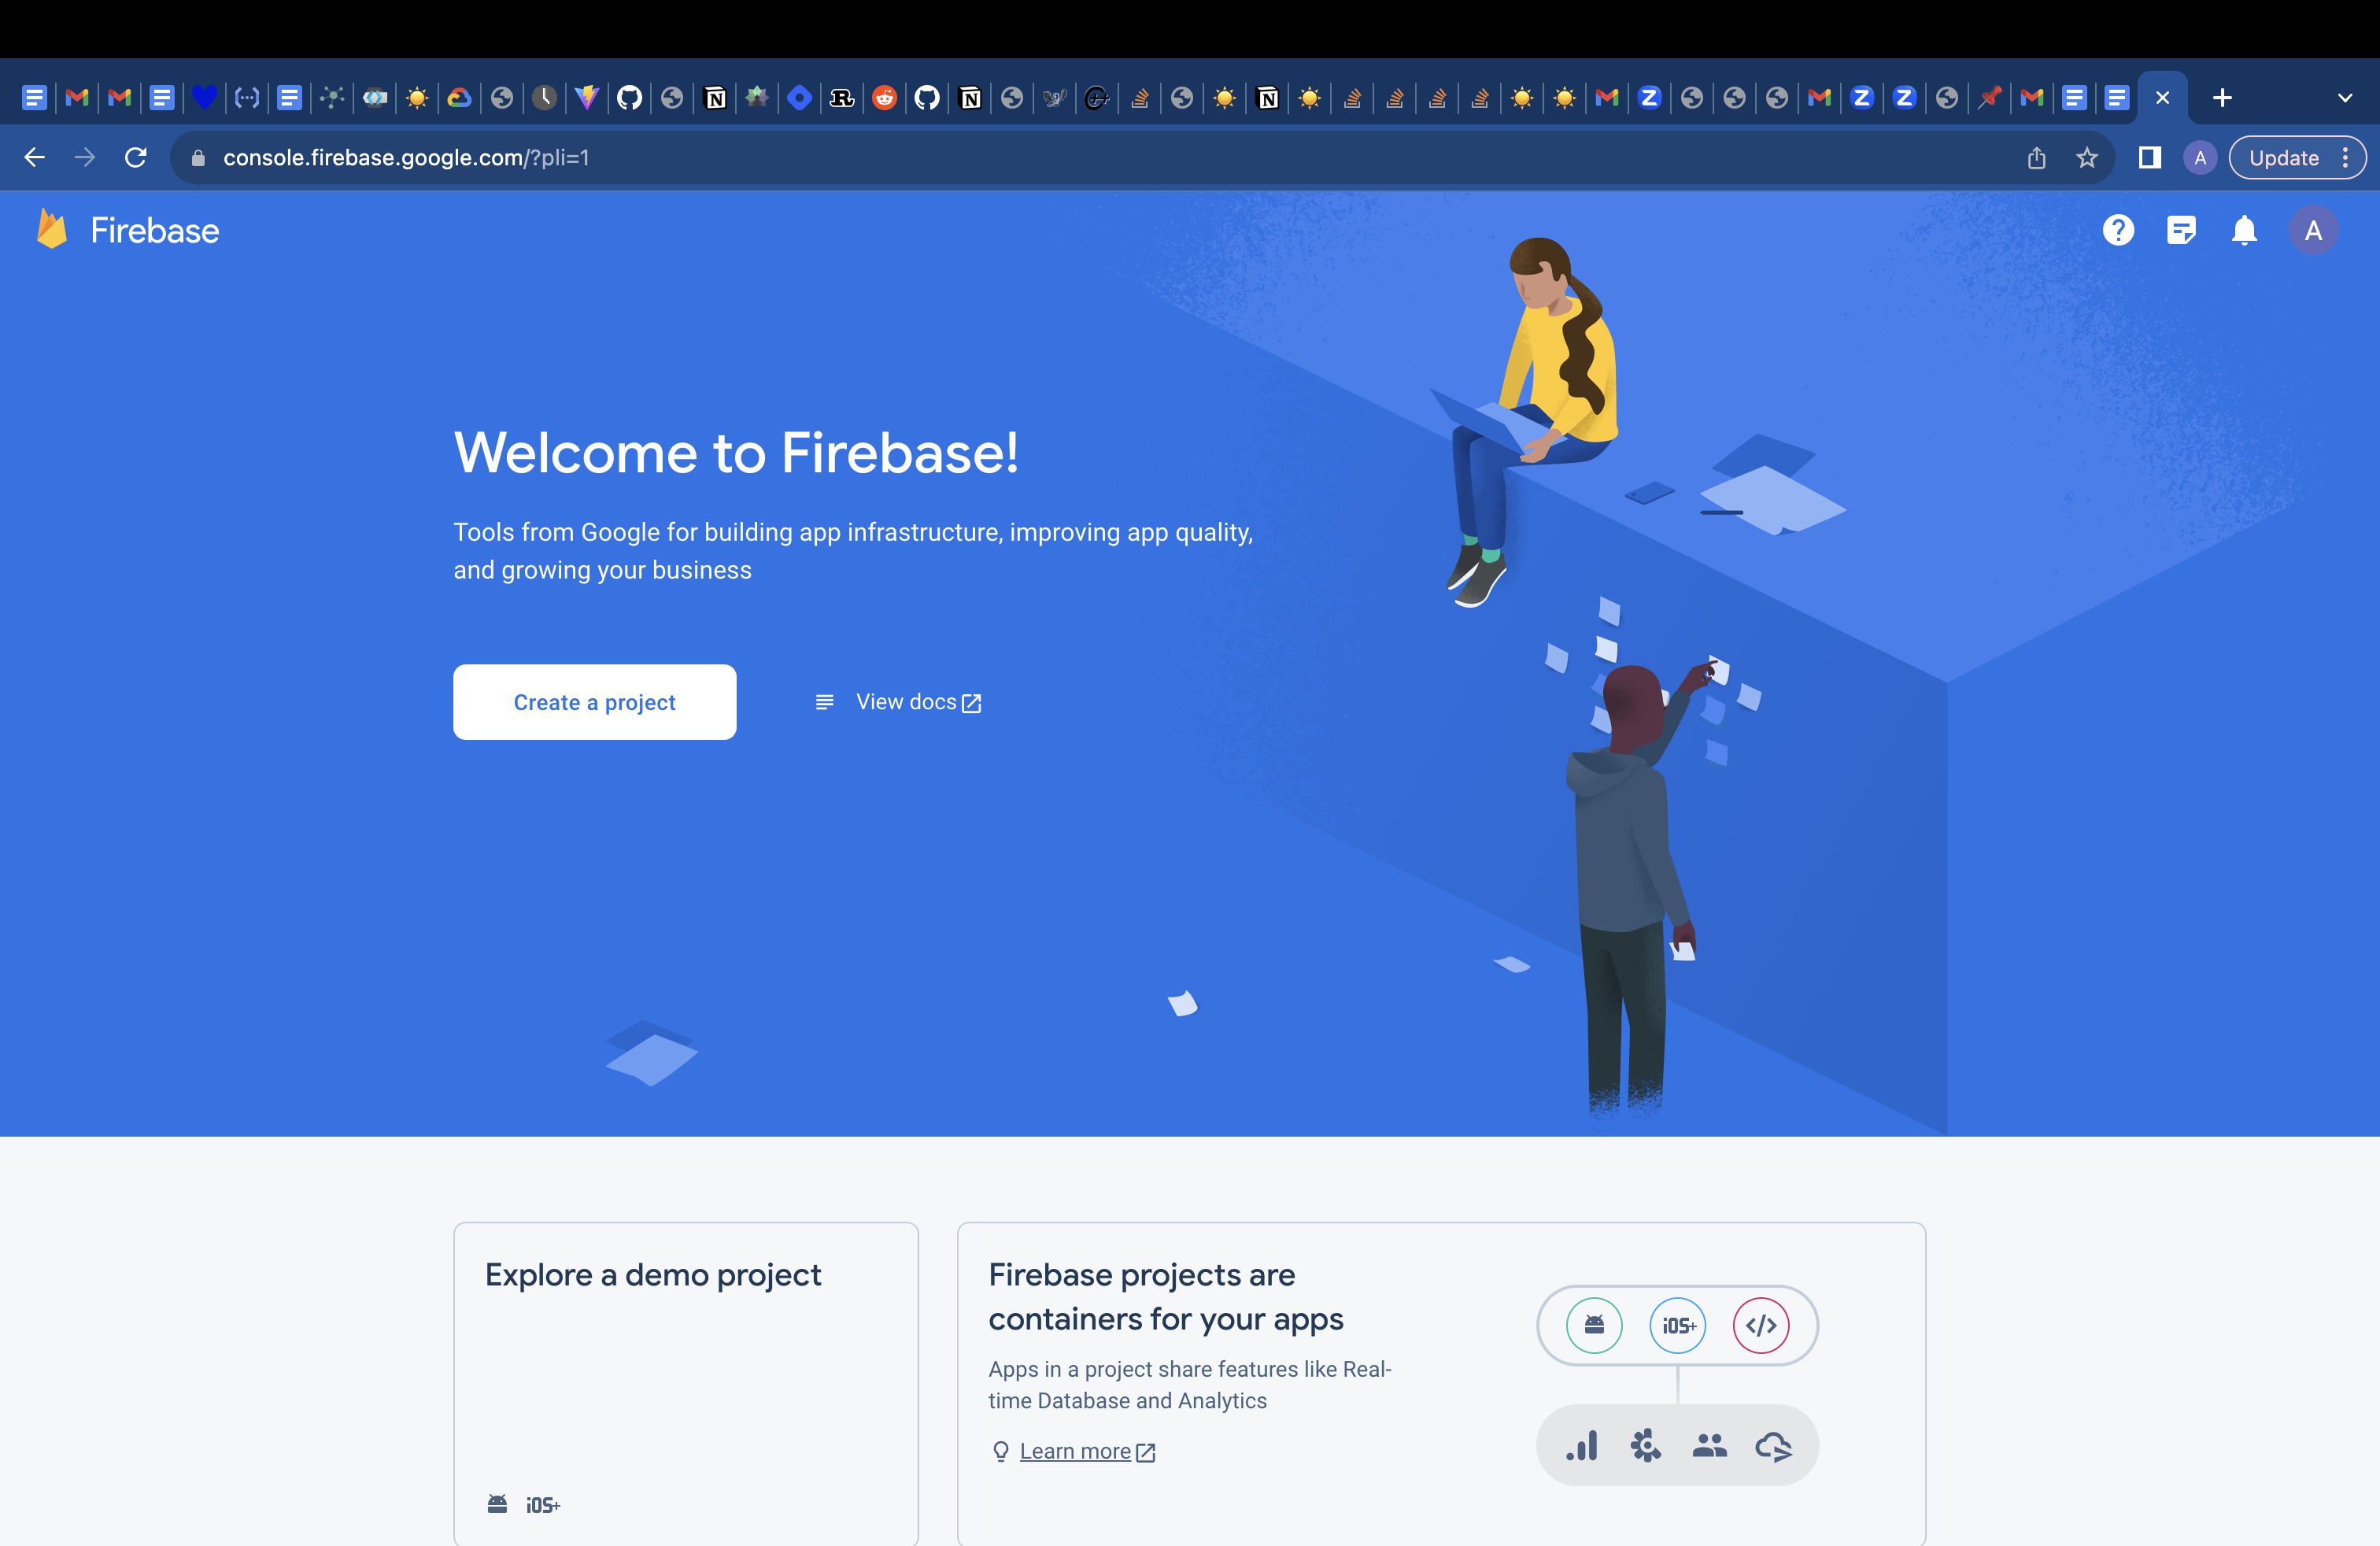 console.firebase.google.com/?pli=1
A
Update
Firebase
A
Welcome to Firebase!
Tools from Google for building app infrastructure, improving app quality,
and growing your business
Create a project
View docs
Explore a demo project
iOS+
Firebase projects are
containers for your apps
Apps in a project share features like Real-
time Database and Analytics
Learn more
iOS+